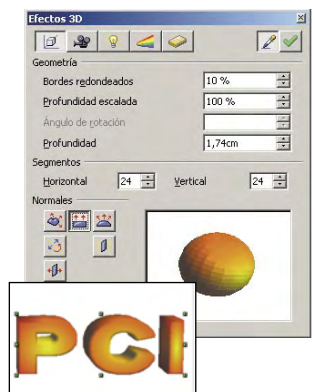 Efectos 3D
Geometría
Bordes redondeados 10 %
Profundidad escalada 100 %
Ángulo de rotación
Profundidad 1,74cm
Segmentos
Horizontal 24 Vertical 24
Normales
PCI